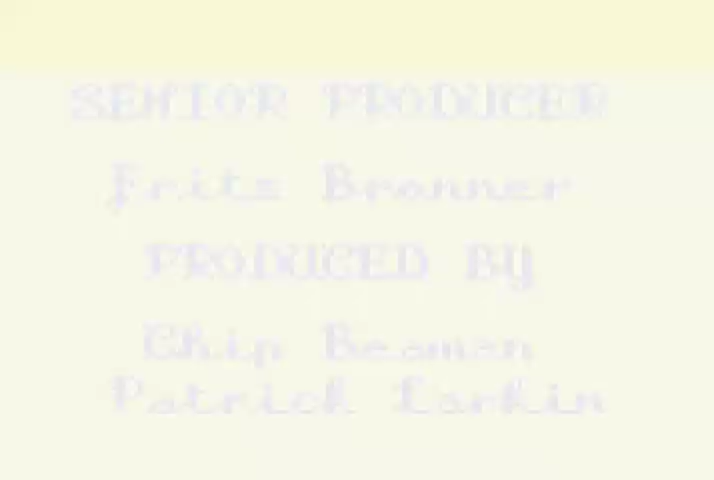 SENIOR PRODUCER
Fritz Bronner
PRODUCED BY
Chip Beaman
Patrick Larkin